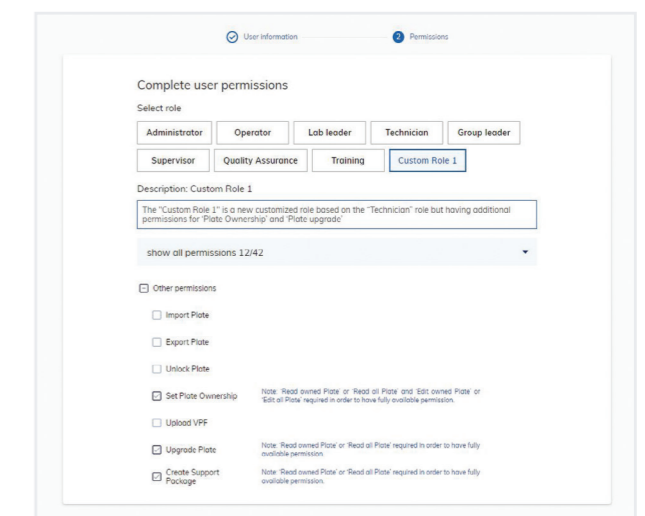 User information
2 Permissions
Complete user permissions
Select role
Administrator Operator Lab leader Technician Group leader
Supervisor Quality Assurance Training Custom Role 1
Description: Custom Role 1
The "Custom Role 1" is a new customized role based on the "Technician" role but having additional
permissions for 'Plate Ownership' and 'Plate upgrade'
show all permissions 12/42
Other permissions
Import Plate
Export Plate
Unlock Plate
Set Plate Ownership
Note: 'Read owned Plate' or 'Read all Plate' and 'Edit owned Plate' or
'Edit all Plate' required in order to have fully available permission.
Upload VPF
Upgrade Plate
Note: 'Read owned Plate' or 'Read all Plate' required in order to have fully
available permission.
Create Support
Package
Note: 'Read owned Plate' or 'Read all Plate' required in order to have fully
available permission.